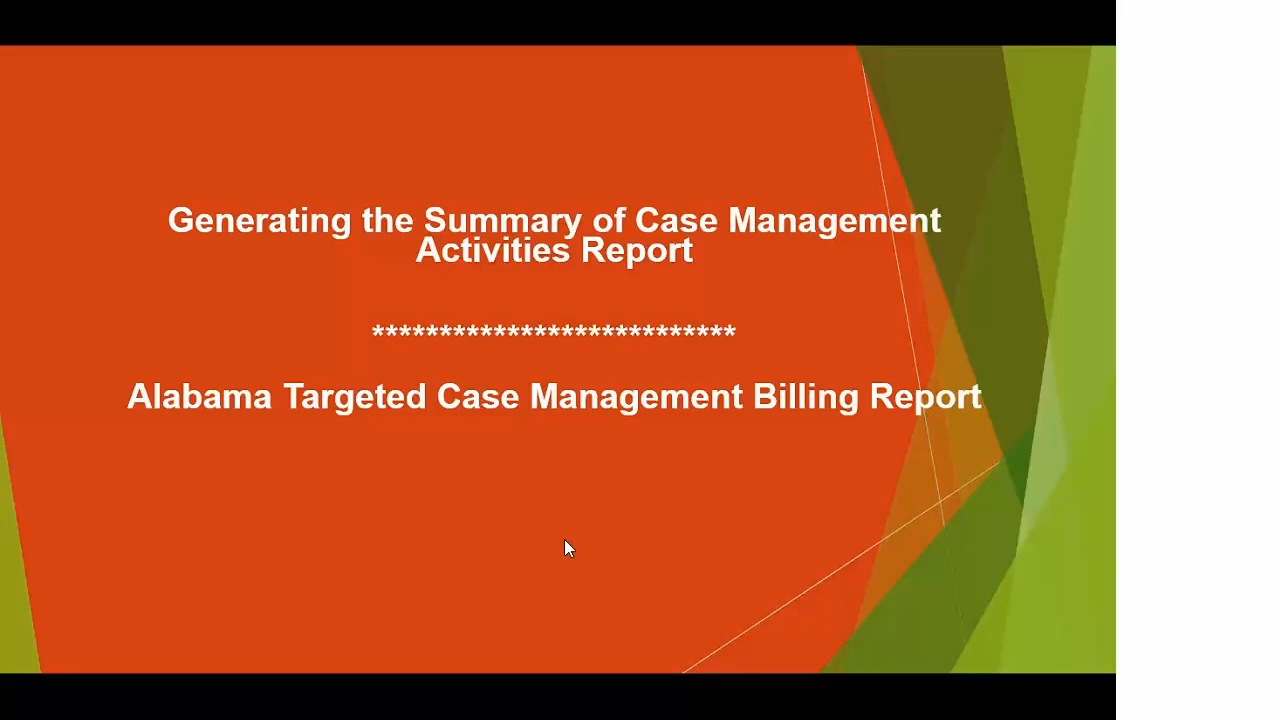 Generating the Summary of Case Management
Activities Report
***************************
Alabama Targeted Case Management Billing Report